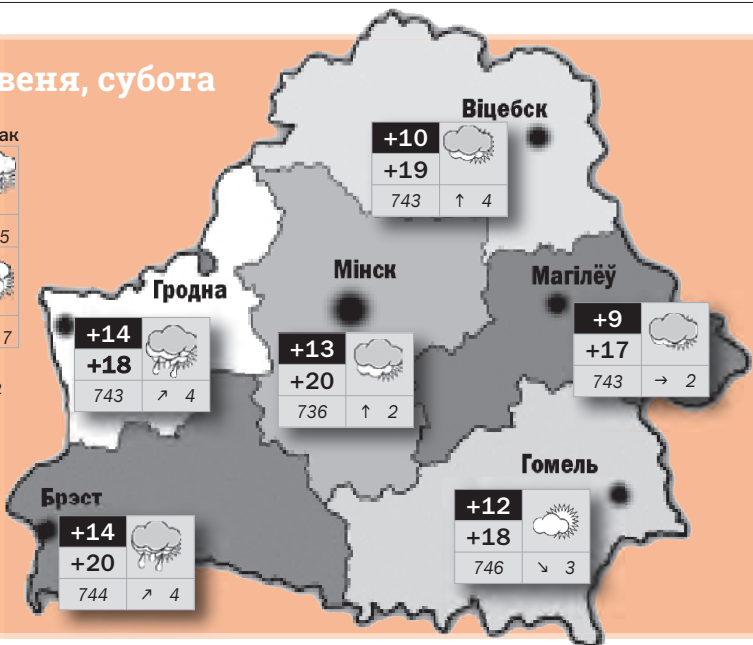 веня, субота
ак
5
7
Віцебск
+10
+19
743 ↑ 4
Мінск
+13
+20
736 ↑ 2
Магілёў
+9
+17
743 → 2
Гродна
+14
+18
743 ↗ 4
Гомель
+12
+18
746 ↘ 3
Брэст
+14
+20
744 ↗ 4